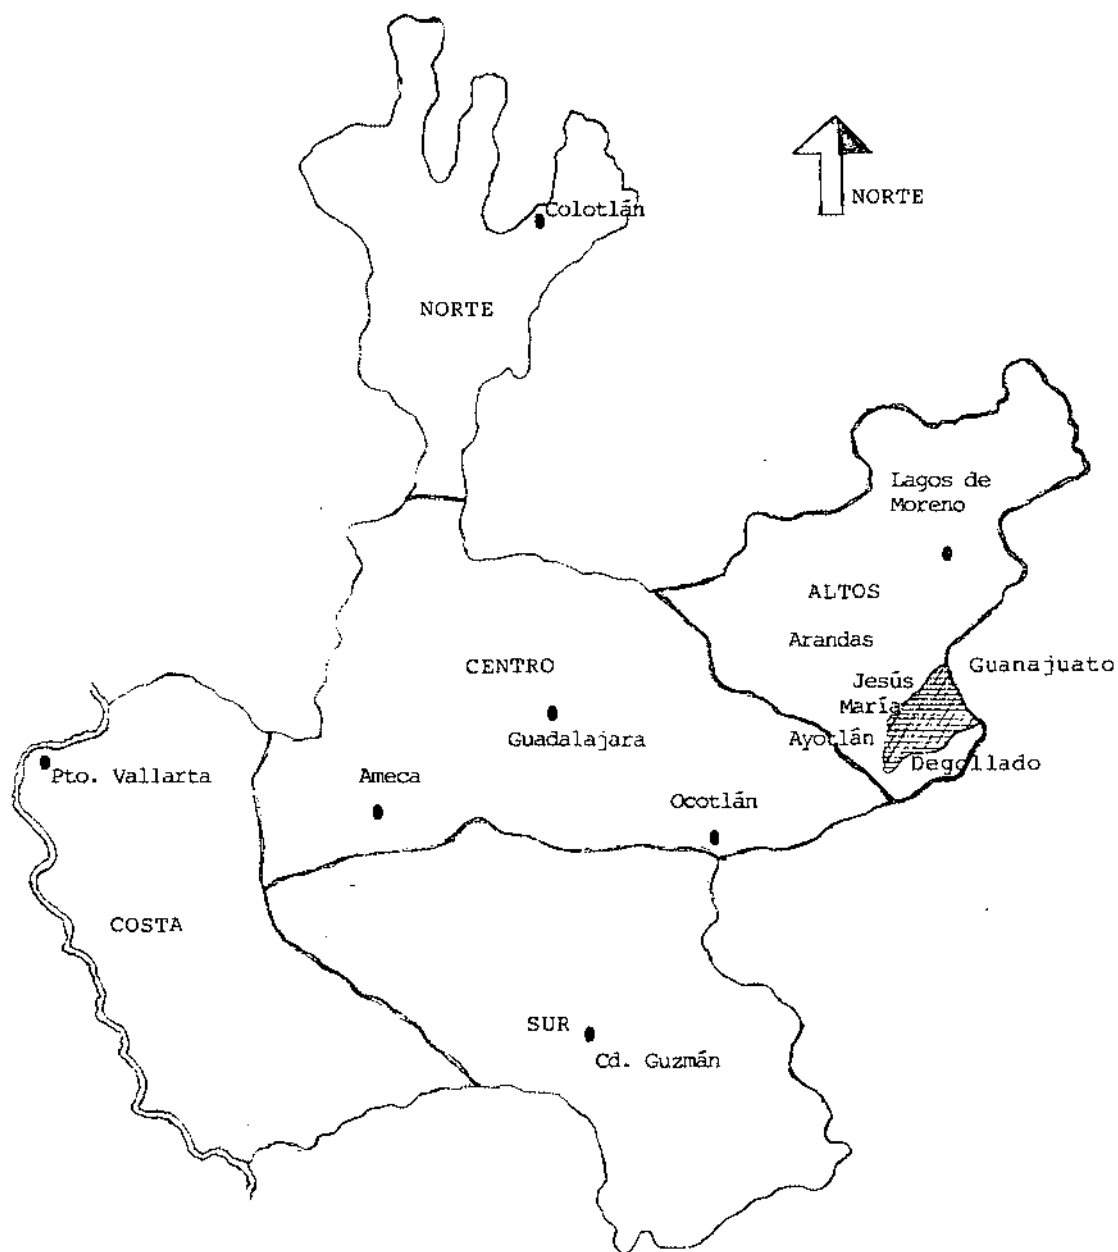 NORTE
Colotlán
NORTE
Lagos de
Moreno
ALTOS
Arandas
CENTRO
Guanajuato
Jesús
María
Guadalajara
Ayotlán
Degollado
Pto. Vallarta
Ameca
Ocotlán
COSTA
SUR
Cd. Guzmán